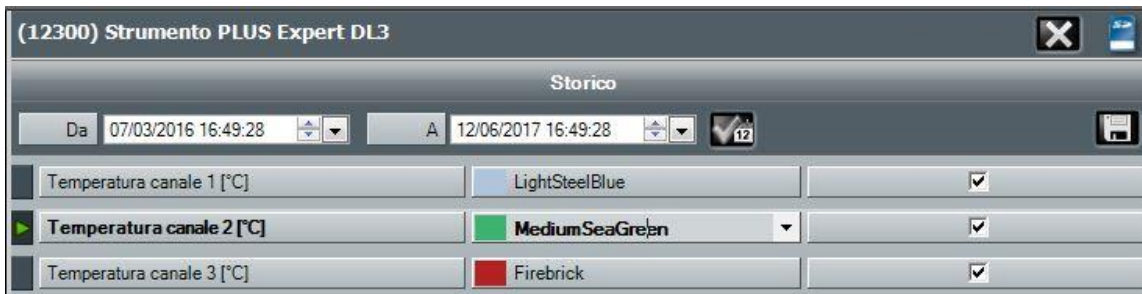 (12300) Strumento PLUS Expert DL3
Storico
Da 07/03/2016 16:49:28 A 12/06/2017 16:49:28 12
Temperatura canale 1 [°C] LightSteelBlue
Temperatura canale 2 [°C] MediumSeaGreen
Temperatura canale 3 [°C] Firebrick